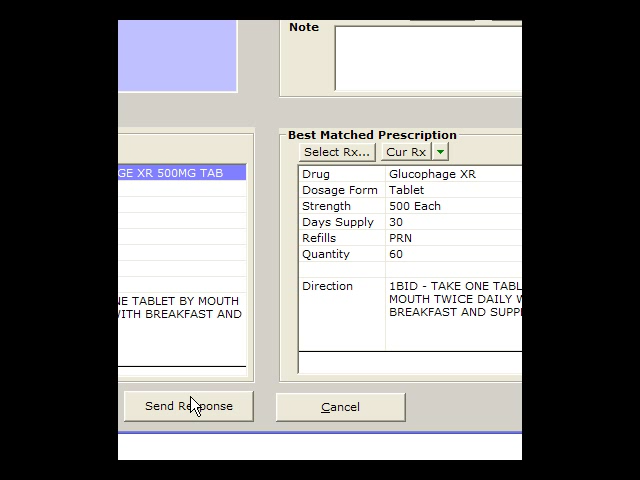 Note
Best Matched Prescription
Select Rx... Cur Rx
GE XR 500MG TAB
Drug Glucophage XR
Dosage Form Tablet
Strength 500 Each
Days Supply 30
Refills PRN
Quantity 60
Direction 1BID - TAKE ONE TABL
MOUTH TWICE DAILY W
BREAKFAST AND SUPP
NE TABLET BY MOUTH
WITH BREAKFAST AND
Send Response Cancel